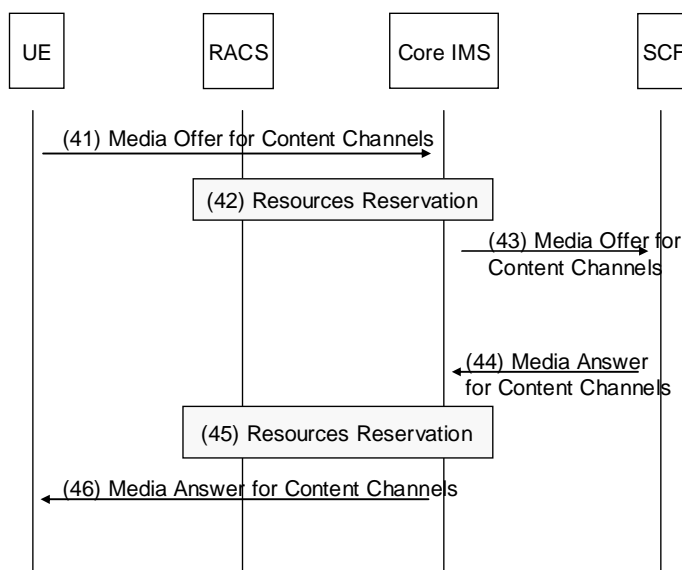 UE RACS Core IMS SCF
(41) Media Offer for Content Channels
(42) Resources Reservation
(43) Media Offer for
Content Channels
(44) Media Answer
for Content Channels
(45) Resources Reservation
(46) Media Answer for Content Channels